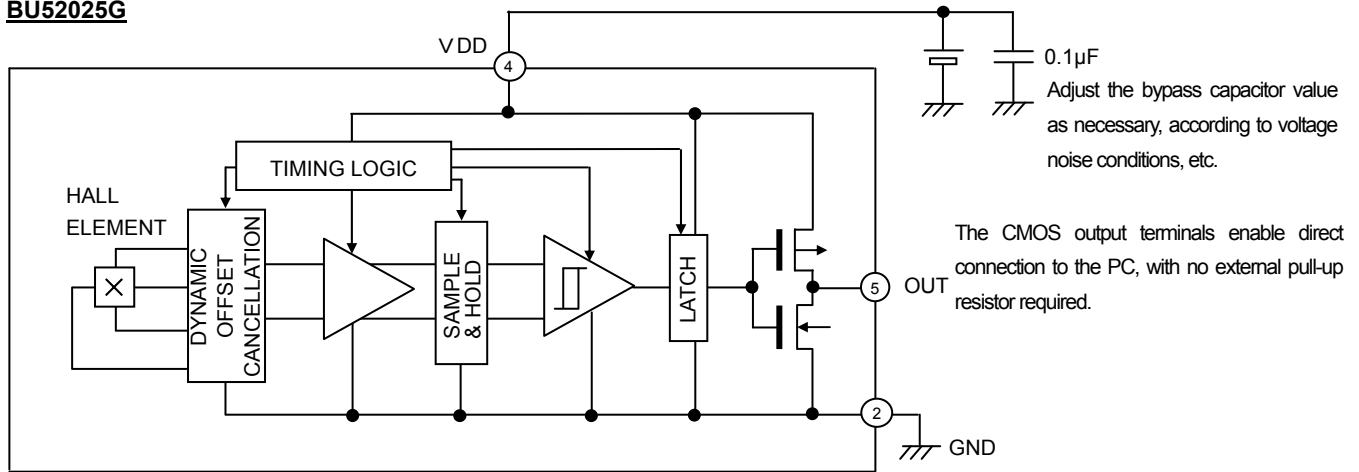 BU52025G
VDD
4
0.1µF
Adjust the bypass capacitor value
as necessary, according to voltage
noise conditions, etc.
TIMING LOGIC
HALL
ELEMENT
DYNAMIC
OFFSET
CANCELLATION
SAMPLE
& HOLD
LATCH
The CMOS output terminals enable direct
connection to the PC, with no external pull-up
resistor required.
5
OUT
2
GND